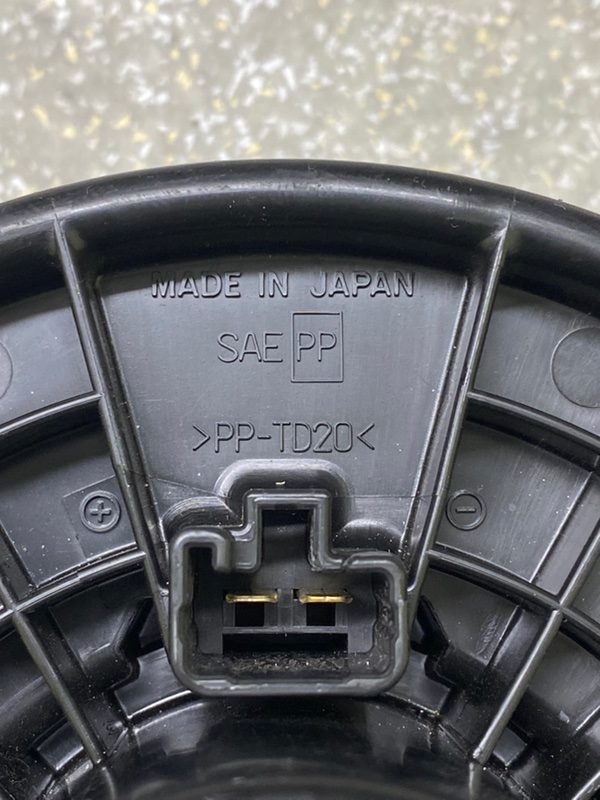 MADE IN JAPAN
SAE PP
>PP-TD20<
+ −